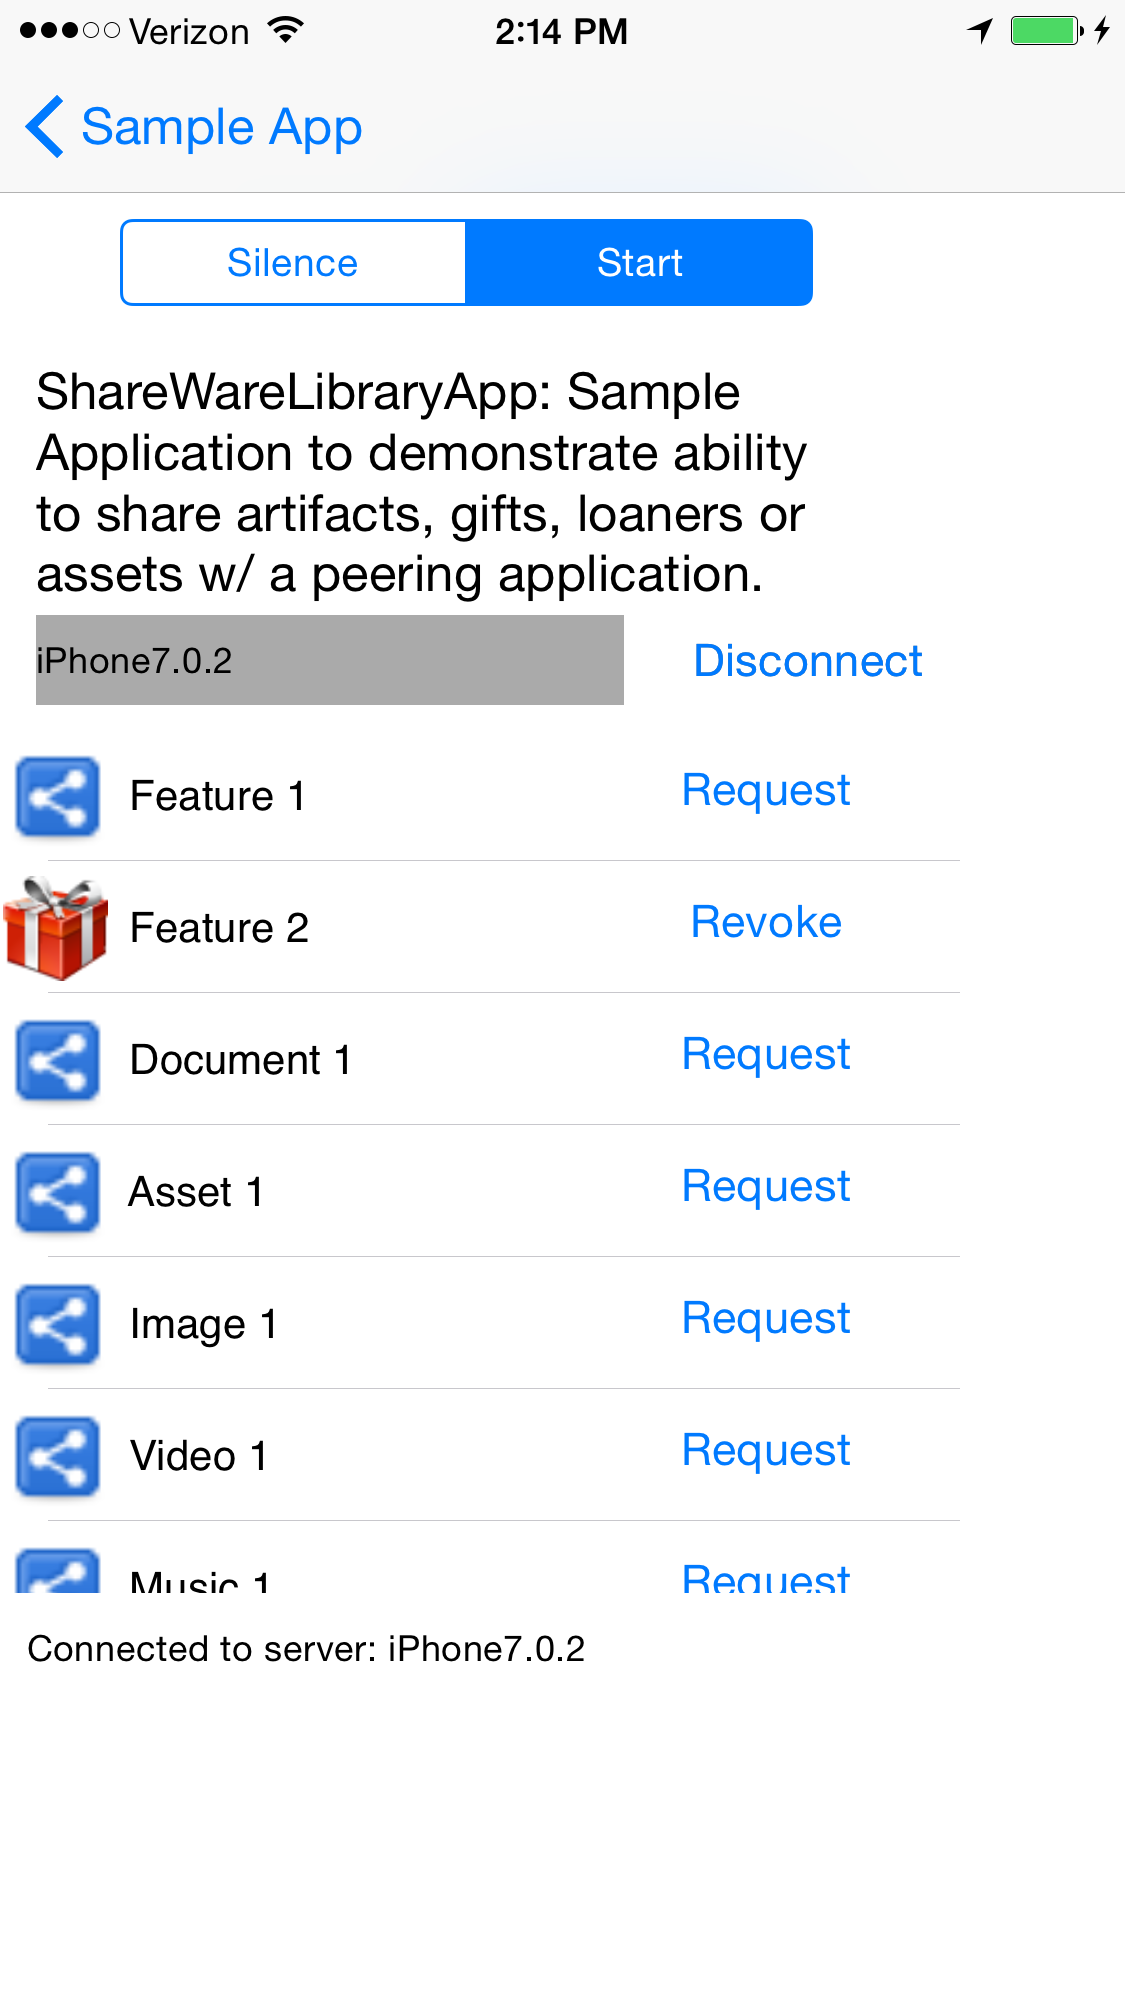 Verizon 2:14 PM
Sample App
Silence Start
ShareWareLibraryApp: Sample
Application to demonstrate ability
to share artifacts, gifts, loaners or
assets w/ a peering application.
iPhone7.0.2 Disconnect
Feature 1 Request
Feature 2 Revoke
Document 1 Request
Asset 1 Request
Image 1 Request
Video 1 Request
Music 1 Request
Connected to server: iPhone7.0.2